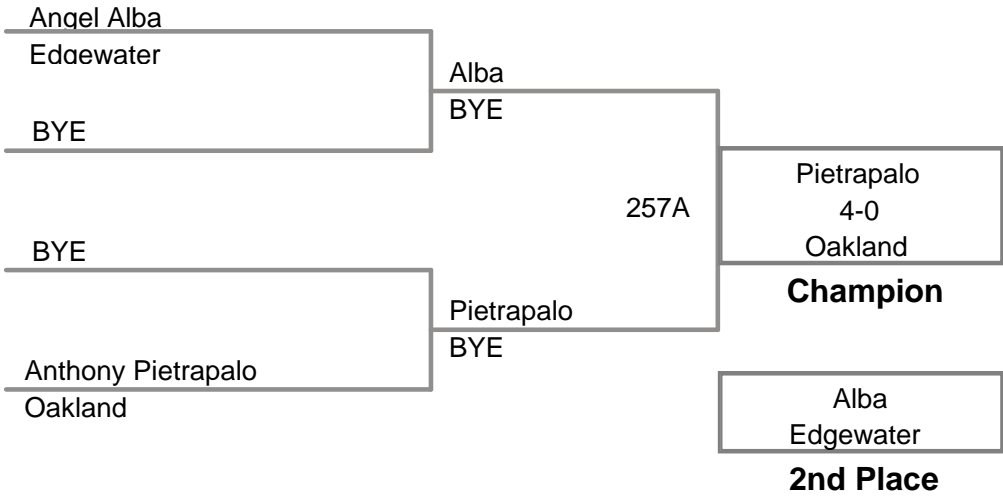 Angel Alba
Edgewater
BYE
BYE
Anthony Pietrapalo
Oakland
Alba
BYE
257A
Pietrapalo
BYE
Pietrapalo
4-0
Oakland
Champion
Alba
Edgewater
2nd Place